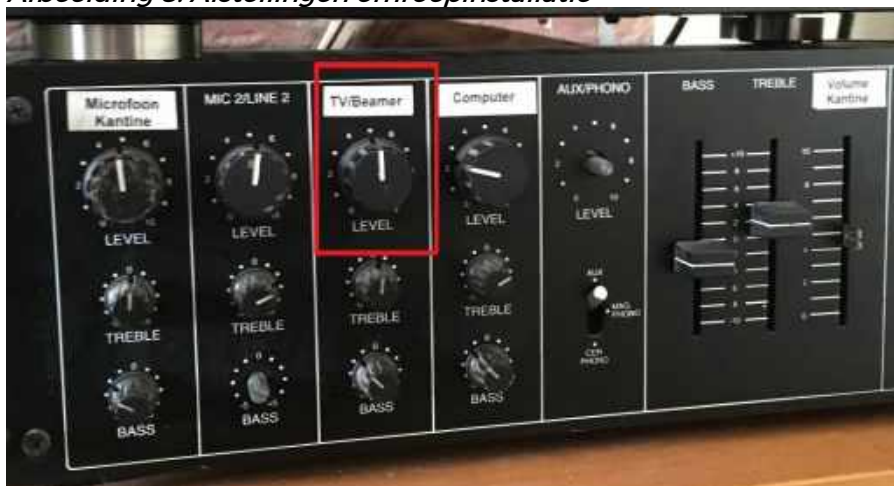 Afbeelding 3: Afstellingen omroepinstallatie
Microfoon
Kantine
MIC 2/LINE 2
TV/Beamer
Computer
AUX/PHONO
BASS
TREBLE
Volume
Kantine
LEVEL
LEVEL
LEVEL
LEVEL
LEVEL
TREBLE
TREBLE
TREBLE
TREBLE
AUX
MAG.
PHONO
CER
PHONO
BASS
BASS
BASS
BASS